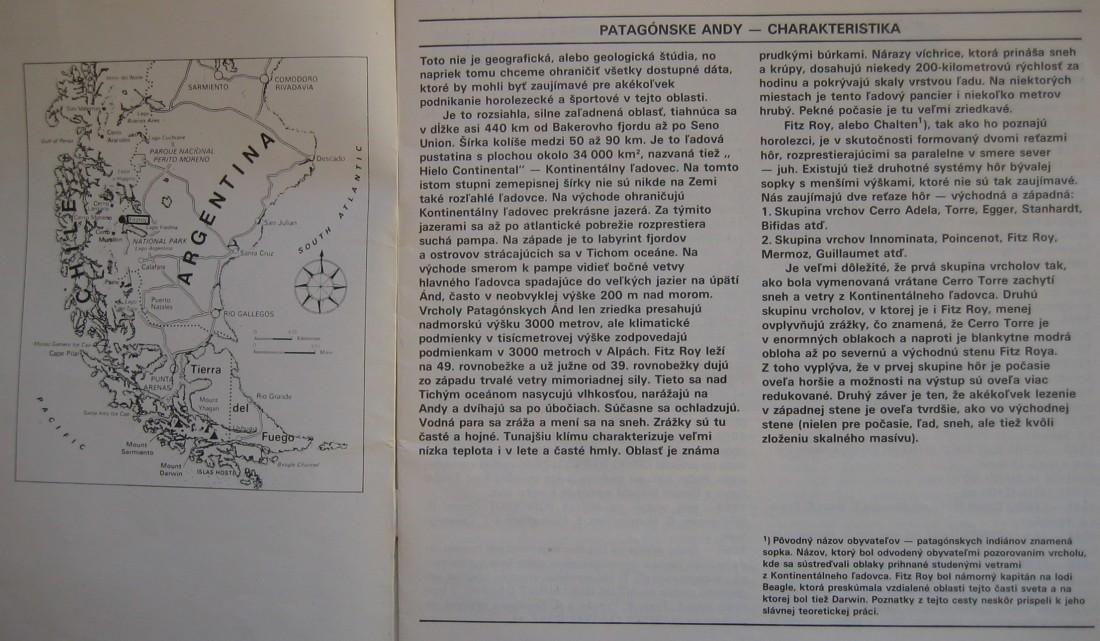 COMODORO
RIVADAVIA
SARMIENTO
Lago
Buenos Aires
Lago Cochrane
PARQUE NACIONAL
PERITO MORENO
Gulf of Penas
Descado
CHILE
ARGENTINA
SOUTH ATLANTIC
San Julian
NATIONAL PARK
Lago Argentino
Santa Cruz
Calafara
Puerto
Natales
RIO GALLEGOS
Cape Pilar
Tierra
del
Fuego
PUNTA
ARENAS
Mount
Yhagan
Rio Grande
Ushuaia
PACIFIC
Mount
Sarmiento
Mount
Darwin
ISLAS HOSTE
Beagle Channel
PATAGÓNSKE ANDY — CHARAKTERISTIKA
Toto nie je geografická, alebo geologická štúdia, no
napriek tomu chceme ohraničiť všetky dostupné dáta,
ktoré by mohli byť zaujímavé pre akékoľvek
podnikanie horolezecké a športové v tejto oblasti.
Je to rozsiahla, silne zaľadnená oblasť, tiahnúca sa
v dĺžke asi 440 km od Bakerovho fjordu až po Seno
Union. Šírka kolíše medzi 50 až 90 km. Je to ľadová
pustatina s plochou okolo 34 000 km², nazvaná tiež „
Hielo Continental" — Kontinentálny ľadovec. Na tomto
istom stupni zemepisnej šírky nie sú nikde na Zemi
také rozľahlé ľadovce. Na východe ohraničujú
Kontinentálny ľadovec prekrásne jazerá. Za týmito
jazerami sa až po atlantické pobrežie rozprestiera
suchá pampa. Na západe je to labyrint fjordov
a ostrovov strácajúcich sa v Tichom oceáne. Na
východe smerom k pampe vidieť bočné vetvy
hlavného ľadovca spadajúce do veľkých jazier na úpätí
Ánd, často v neobvyklej výške 200 m nad morom.
Vrcholy Patagónskych Ánd len zriedka presahujú
nadmorskú výšku 3000 metrov, ale klimatické
podmienky v tisícmetrovej výške zodpovedajú
podmienkam v 3000 metroch v Alpách. Fitz Roy leží
na 49. rovnobežke a už južne od 39. rovnobežky dujú
zo západu trvalé vetry mimoriadnej sily. Tieto sa nad
Tichým oceánom nasycujú vlhkosťou, narážajú na
Andy a dvíhajú sa po úbočiach. Súčasne sa ochladzujú.
Vodná para sa zráža a mení sa na sneh. Zrážky sú tu
časté a hojné. Tunajšiu klímu charakterizuje veľmi
nízka teplota i v lete a časté hmly. Oblasť je známa
prudkými búrkami. Nárazy víchrice, ktorá prináša sneh
a krúpy, dosahujú niekedy 200-kilometrovú rýchlosť za
hodinu a pokrývajú skaly vrstvou ľadu. Na niektorých
miestach je tento ľadový pancier i niekoľko metrov
hrubý. Pekné počasie je tu veľmi zriedkavé.
Fitz Roy, alebo Chalten¹), tak ako ho poznajú
horolezci, je v skutočnosti formovaný dvomi reťazmi
hôr, rozprestierajúcimi sa paralelne v smere sever
— juh. Existujú tiež druhotné systémy hôr bývalej
sopky s menšími výškami, ktoré nie sú tak zaujímavé.
Nás zaujímajú dve reťaze hôr — východná a západná:
1. Skupina vrchov Cerro Adela, Torre, Egger, Stanhardt,
Bifidas atď.
2. Skupina vrchov Innominata, Poincenot, Fitz Roy,
Mermoz, Guillaumet atď.
Je veľmi dôležité, že prvá skupina vrcholov tak,
ako bola vymenovaná vrátane Cerro Torre zachytí
sneh a vetry z Kontinentálneho ľadovca. Druhú
skupinu vrcholov, v ktorej je i Fitz Roy, menej
ovplyvňujú zrážky, čo znamená, že Cerro Torre je
v enormných oblakoch a naproti je blankytne modrá
obloha až po severnú a východnú stenu Fitz Roya.
Z toho vyplýva, že v prvej skupine hôr je počasie
oveľa horšie a možnosti na výstup sú oveľa viac
redukované. Druhý záver je ten, že akékoľvek lezenie
v západnej stene je oveľa tvrdšie, ako vo východnej
stene (nielen pre počasie, ľad, sneh, ale tiež kvôli
zloženiu skalného masívu).
¹) Pôvodný názov obyvateľov — patagónskych indiánov znamená
sopka. Názov, ktorý bol odvodený obyvateľmi pozorovaním vrcholu,
kde sa sústreďvali oblaky prihnané studenými vetrami
z Kontinentálneho ľadovca. Fitz Roy bol námorný kapitán na lodi
Beagle, ktorá preskúmala vzdialené oblasti tejto časti sveta a na
ktorej bol tiež Darwin. Poznatky z tejto cesty neskôr prispeli k jeho
slávnej teoretickej práci.